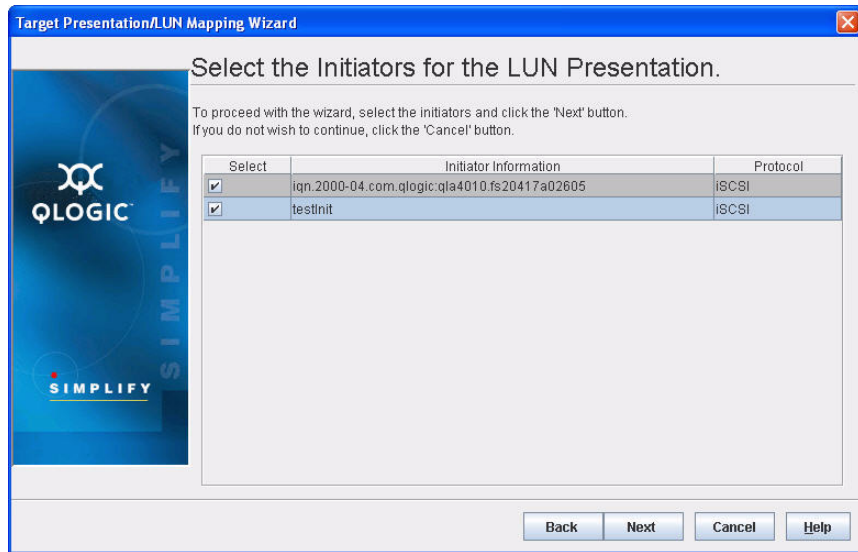 Target Presentation/LUN Mapping Wizard
Select the Initiators for the LUN Presentation.
To proceed with the wizard, select the initiators and click the 'Next' button.
If you do not wish to continue, click the 'Cancel' button.
Select Initiator Information Protocol
iqn.2000-04.com.qlogic:qla4010.fs20417a02605 iSCSI
testInit iSCSI
QLOGIC
SIMPLIFY
SIMPLIFY
Back Next Cancel Help